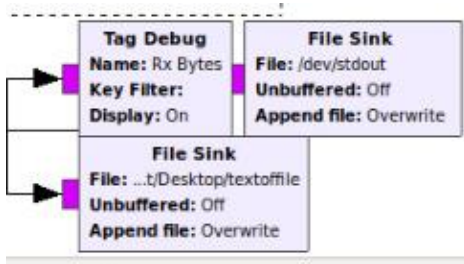 Tag Debug
Name: Rx Bytes
Key Filter:
Display: On
File Sink
File: /dev/stdout
Unbuffered: Off
Append file: Overwrite
File Sink
File: ...t/Desktop/textoffile
Unbuffered: Off
Append file: Overwrite